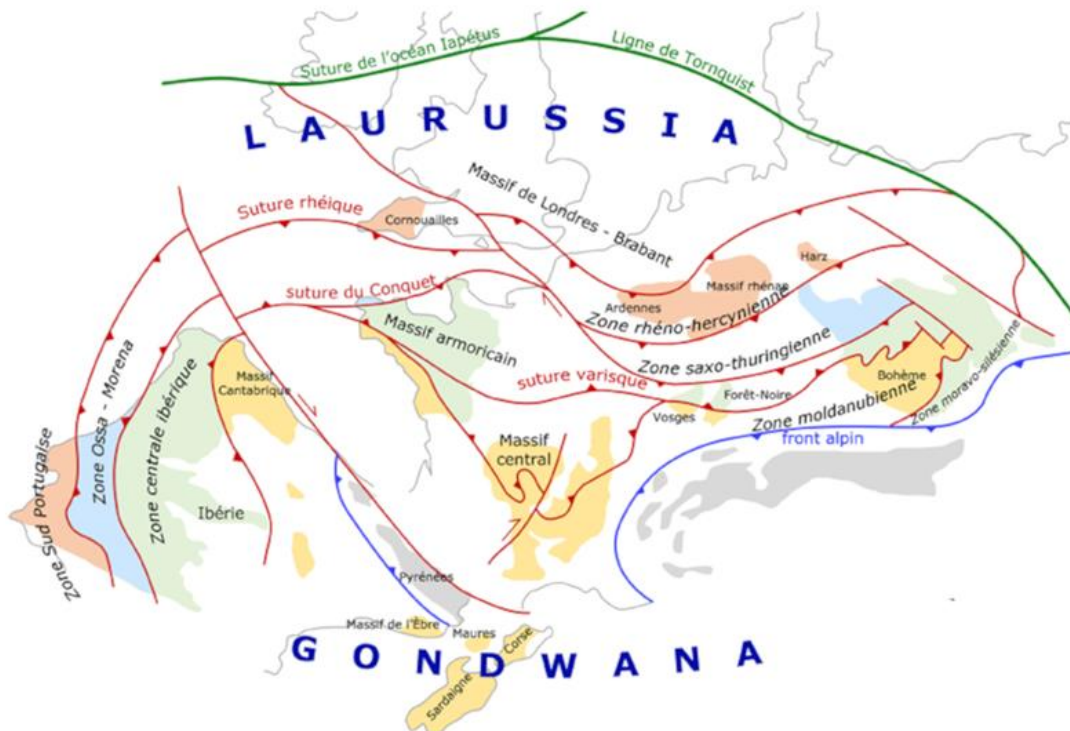 Suture de l'océan Iapétus
Ligne de Tornquist
LAURUSSIA
Massif de Londres - Brabant
Suture rhéique
Cornouailles
Harz
Massif rhénan
Ardennes
suture du Conquet
Zone rhéno-hercynienne
Massif armoricain
Zone saxo-thuringienne
Massif
Cantabrique
suture varisque
Bohême
Forêt-Noire
Vosges
Zone moldanubienne
Zone moravo-silésienne
front alpin
Massif
central
Zone Sud Portugaise
Zone Ossa - Morena
Zone centrale ibérique
Ibérie
Pyrénées
Massif de l'Èbre
Maures
Corse
GONDWANA
Sardaigne